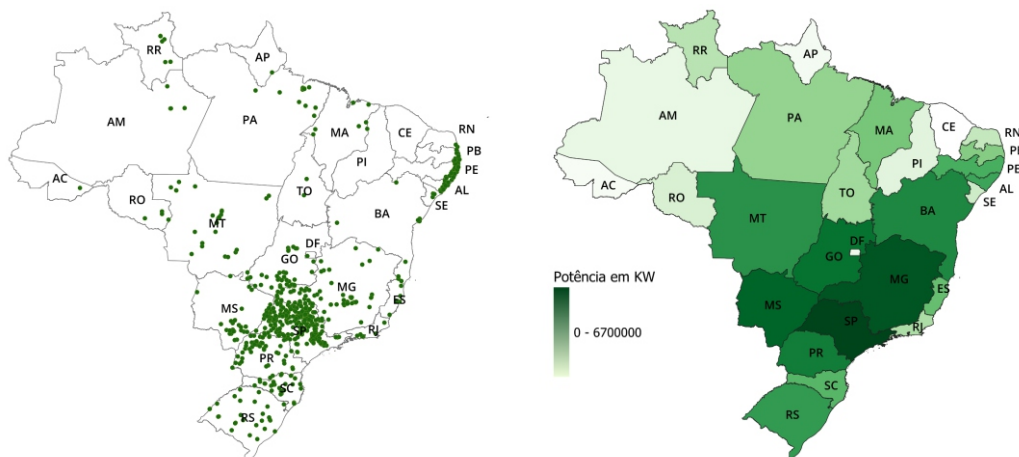 RR
AP
AM
PA
MA
CE
RN
PB
PE
AL
SE
PI
AC
RO
TO
MT
BA
DF
GO
MG
ES
MS
SP
RJ
PR
SC
RS
RR
AP
AM
PA
MA
CE
RN
PE
AL
SE
PI
AC
RO
TO
MT
BA
DF
GO
MG
ES
MS
SP
RJ
PR
SC
RS
Potência em KW
0 - 6700000